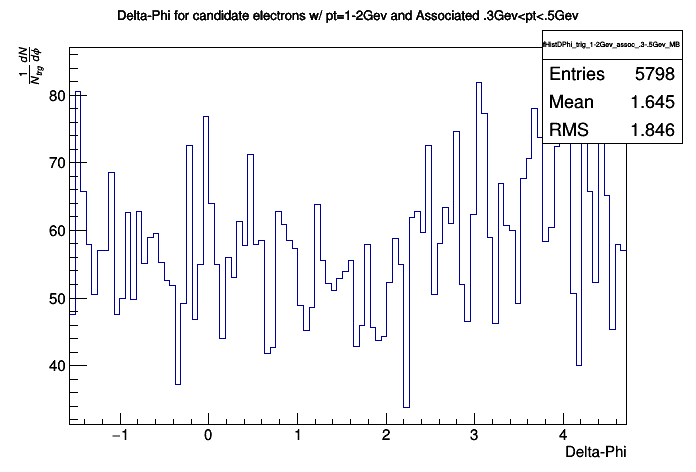 Delta-Phi for candidate electrons w/ pt=1-2Gev and Associated .3Gev<pt<.5Gev
1 dN
N_trg dϕ
fHistDPhi_trig_1-2Gev_assoc_.3-.5Gev_MB
Entries 5798
Mean 1.645
RMS 1.846
80
70
60
50
40
−1 0 1 2 3 4
Delta-Phi